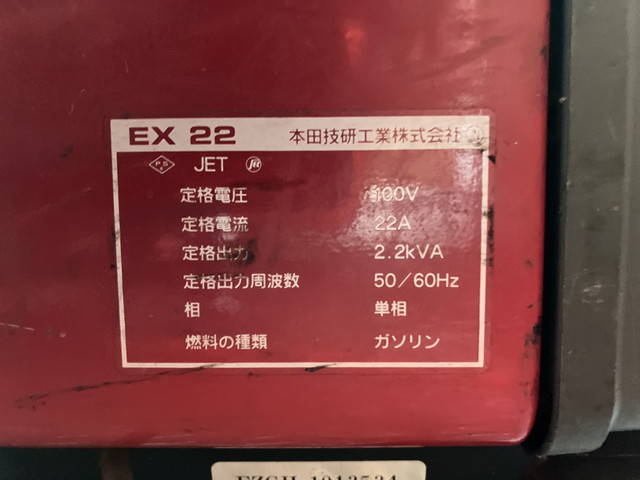 EX 22 本田技研工業株式会社
PS E JET
定格電圧 100V
定格電流 22A
定格出力 2.2kVA
定格出力周波数 50/60Hz
相 単相
燃料の種類 ガソリン